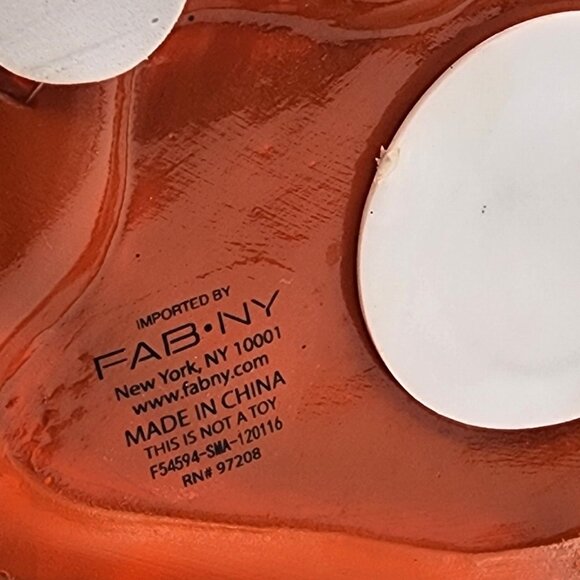 IMPORTED BY
FAB•NY
New York, NY 10001
www.fabny.com
MADE IN CHINA
THIS IS NOT A TOY
F54594-SMA-120116
RN# 97208